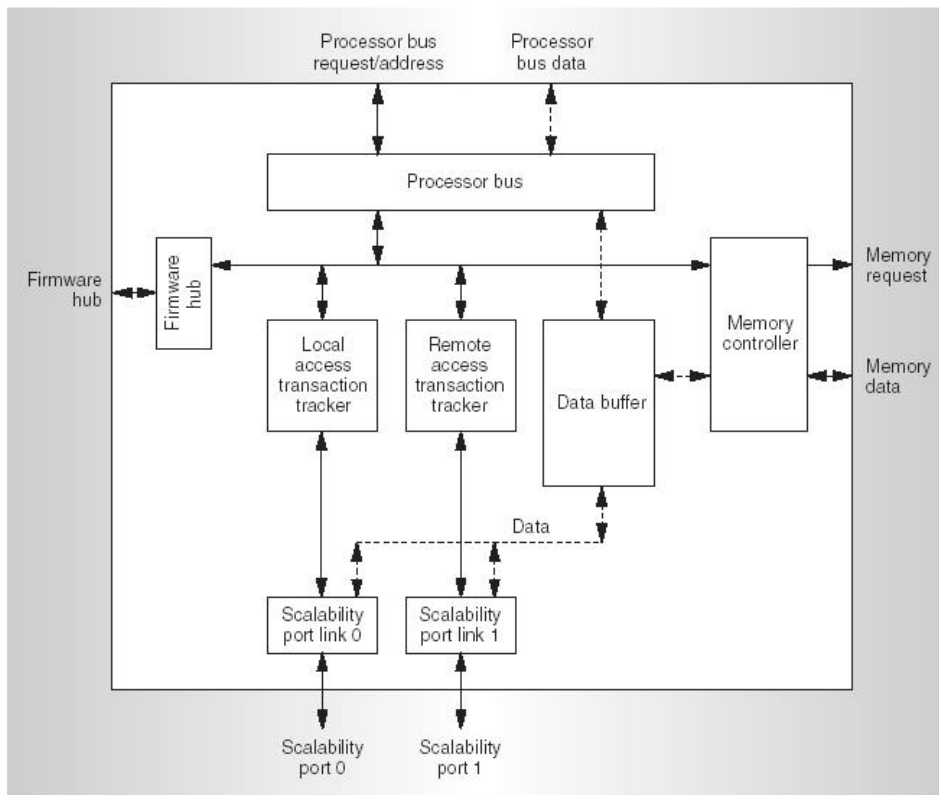 Processor bus
request/address
Processor
bus data
Processor bus
Firmware
hub
Firmware
hub
Memory
request
Memory
controller
Memory
data
Local
access
transaction
tracker
Remote
access
transaction
tracker
Data buffer
Data
Scalability
port link 0
Scalability
port link 1
Scalability
port 0
Scalability
port 1